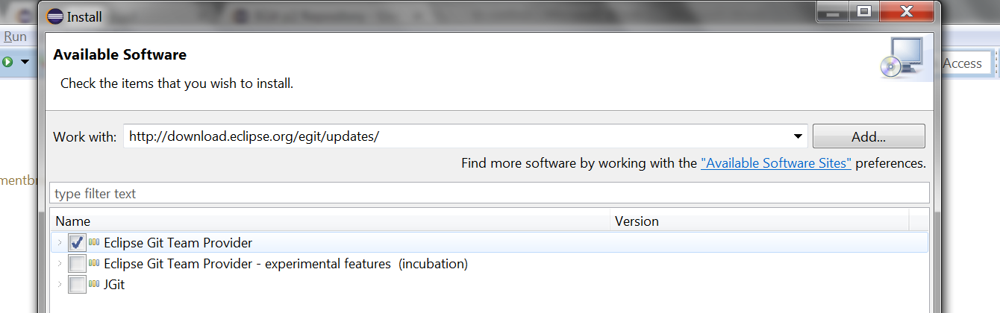 Install
Run
Available Software
Check the items that you wish to install.
Access
Work with: http://download.eclipse.org/egit/updates/ Add...
Find more software by working with the "Available Software Sites" preferences.
mentbr
type filter text
Name Version
Eclipse Git Team Provider
Eclipse Git Team Provider - experimental features (incubation)
JGit